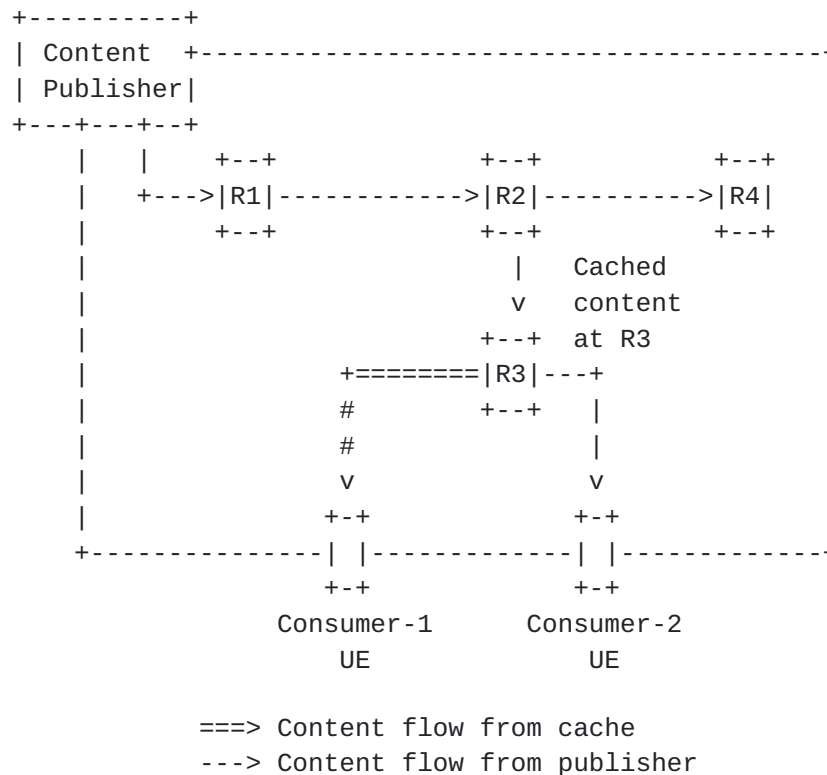 +----------+
| Content  +----------------------------------------+
| Publisher|
+---+---+--+
    |   |    +--+             +--+           +--+
    |   +--->|R1|------------>|R2|---------->|R4|
    |        +--+             +--+           +--+
    |                           |   Cached
    |                           v   content
    |                         +--+  at R3
    |                +========|R3|---+
    |                #        +--+   |
    |                #               |
    |                v               v
    |               +-+             +-+
    +---------------| |-------------| |-------------+
                    +-+             +-+
                 Consumer-1      Consumer-2
                     UE              UE
            ===> Content flow from cache
            ---> Content flow from publisher